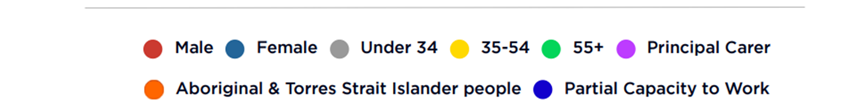 Male Female Under 34 35-54 55+ Principal Carer
Aboriginal & Torres Strait Islander people Partial Capacity to Work